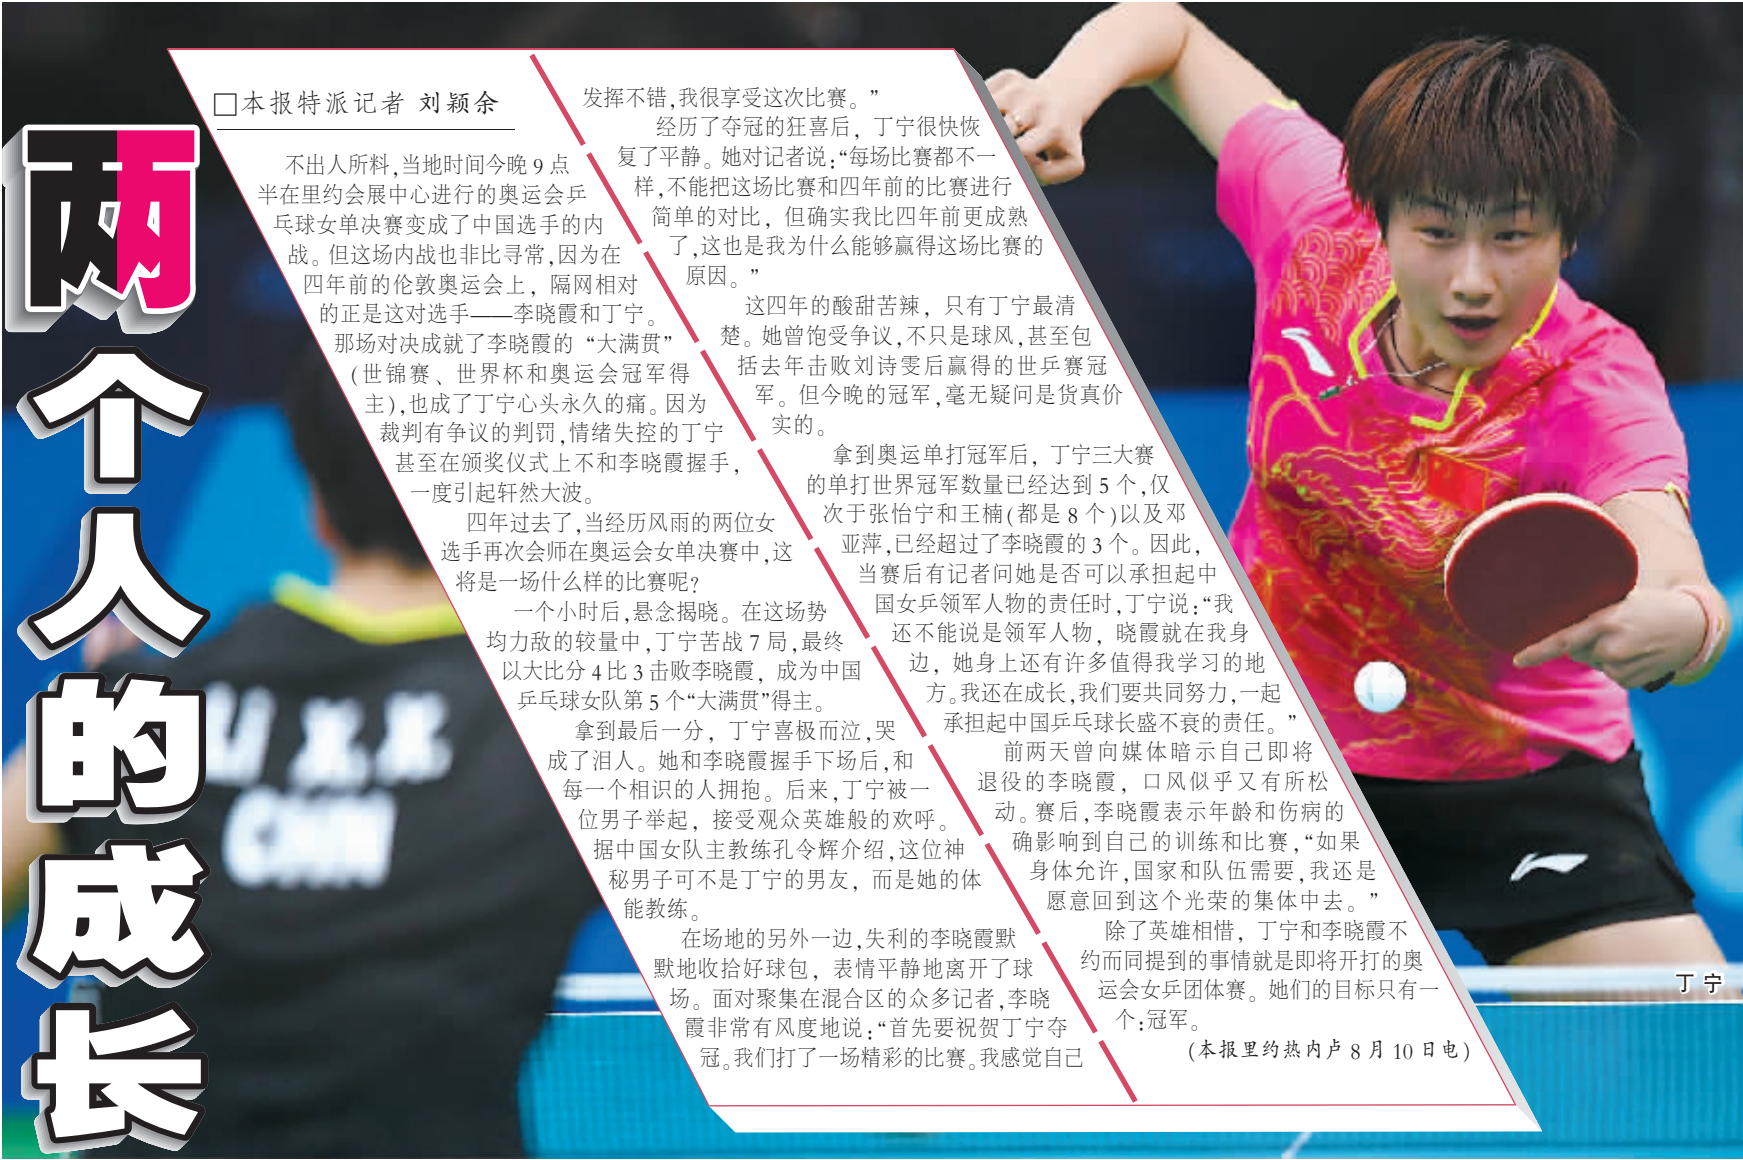 两个人的成长
□本报特派记者 刘颖余
不出人所料,当地时间今晚 9 点
半在里约会展中心进行的奥运会乒
乓球女单决赛变成了中国选手的内
战。但这场内战也非比寻常,因为在
四年前的伦敦奥运会上，隔网相对
的正是这对选手——李晓霞和丁宁。
那场对决成就了李晓霞的“大满贯”
(世锦赛、世界杯和奥运会冠军得
主),也成了丁宁心头永久的痛。因为
裁判有争议的判罚,情绪失控的丁宁
甚至在颁奖仪式上不和李晓霞握手,
一度引起轩然大波。
四年过去了,当经历风雨的两位女
选手再次会师在奥运会女单决赛中,这
将是一场什么样的比赛呢?
一个小时后,悬念揭晓。在这场势
均力敌的较量中,丁宁苦战 7 局,最终
以大比分 4 比 3 击败李晓霞，成为中国
乒乓球女队第 5 个“大满贯”得主。
拿到最后一分，丁宁喜极而泣,哭
成了泪人。她和李晓霞握手下场后,和
每一个相识的人拥抱。后来,丁宁被一
位男子举起，接受观众英雄般的欢呼。
据中国女队主教练孔令辉介绍,这位神
秘男子可不是丁宁的男友，而是她的体
能教练。
在场地的另外一边,失利的李晓霞默
默地收拾好球包，表情平静地离开了球
场。面对聚集在混合区的众多记者,李晓
霞非常有风度地说:“首先要祝贺丁宁夺
冠。我们打了一场精彩的比赛。我感觉自己
发挥不错,我很享受这次比赛。”
经历了夺冠的狂喜后，丁宁很快恢
复了平静。她对记者说:“每场比赛都不一
样,不能把这场比赛和四年前的比赛进行
简单的对比，但确实我比四年前更成熟
了,这也是我为什么能够赢得这场比赛的
原因。”
这四年的酸甜苦辣，只有丁宁最清
楚。她曾饱受争议,不只是球风,甚至包
括去年击败刘诗雯后赢得的世乒赛冠
军。但今晚的冠军,毫无疑问是货真价
实的。
拿到奥运单打冠军后，丁宁三大赛
的单打世界冠军数量已经达到 5 个,仅
次于张怡宁和王楠(都是 8 个)以及邓
亚萍,已经超过了李晓霞的 3 个。因此,
当赛后有记者问她是否可以承担起中
国女乒领军人物的责任时,丁宁说:“我
还不能说是领军人物，晓霞就在我身
边，她身上还有许多值得我学习的地
方。我还在成长,我们要共同努力,一起
承担起中国乒乓球长盛不衰的责任。”
前两天曾向媒体暗示自己即将
退役的李晓霞，口风似乎又有所松
动。赛后,李晓霞表示年龄和伤病的
确影响到自己的训练和比赛,“如果
身体允许,国家和队伍需要,我还是
愿意回到这个光荣的集体中去。”
除了英雄相惜，丁宁和李晓霞不
约而同提到的事情就是即将开打的奥
运会女乒团体赛。她们的目标只有一
个:冠军。
(本报里约热内卢 8 月 10 日电)
丁 宁
LI X.X.
CHN